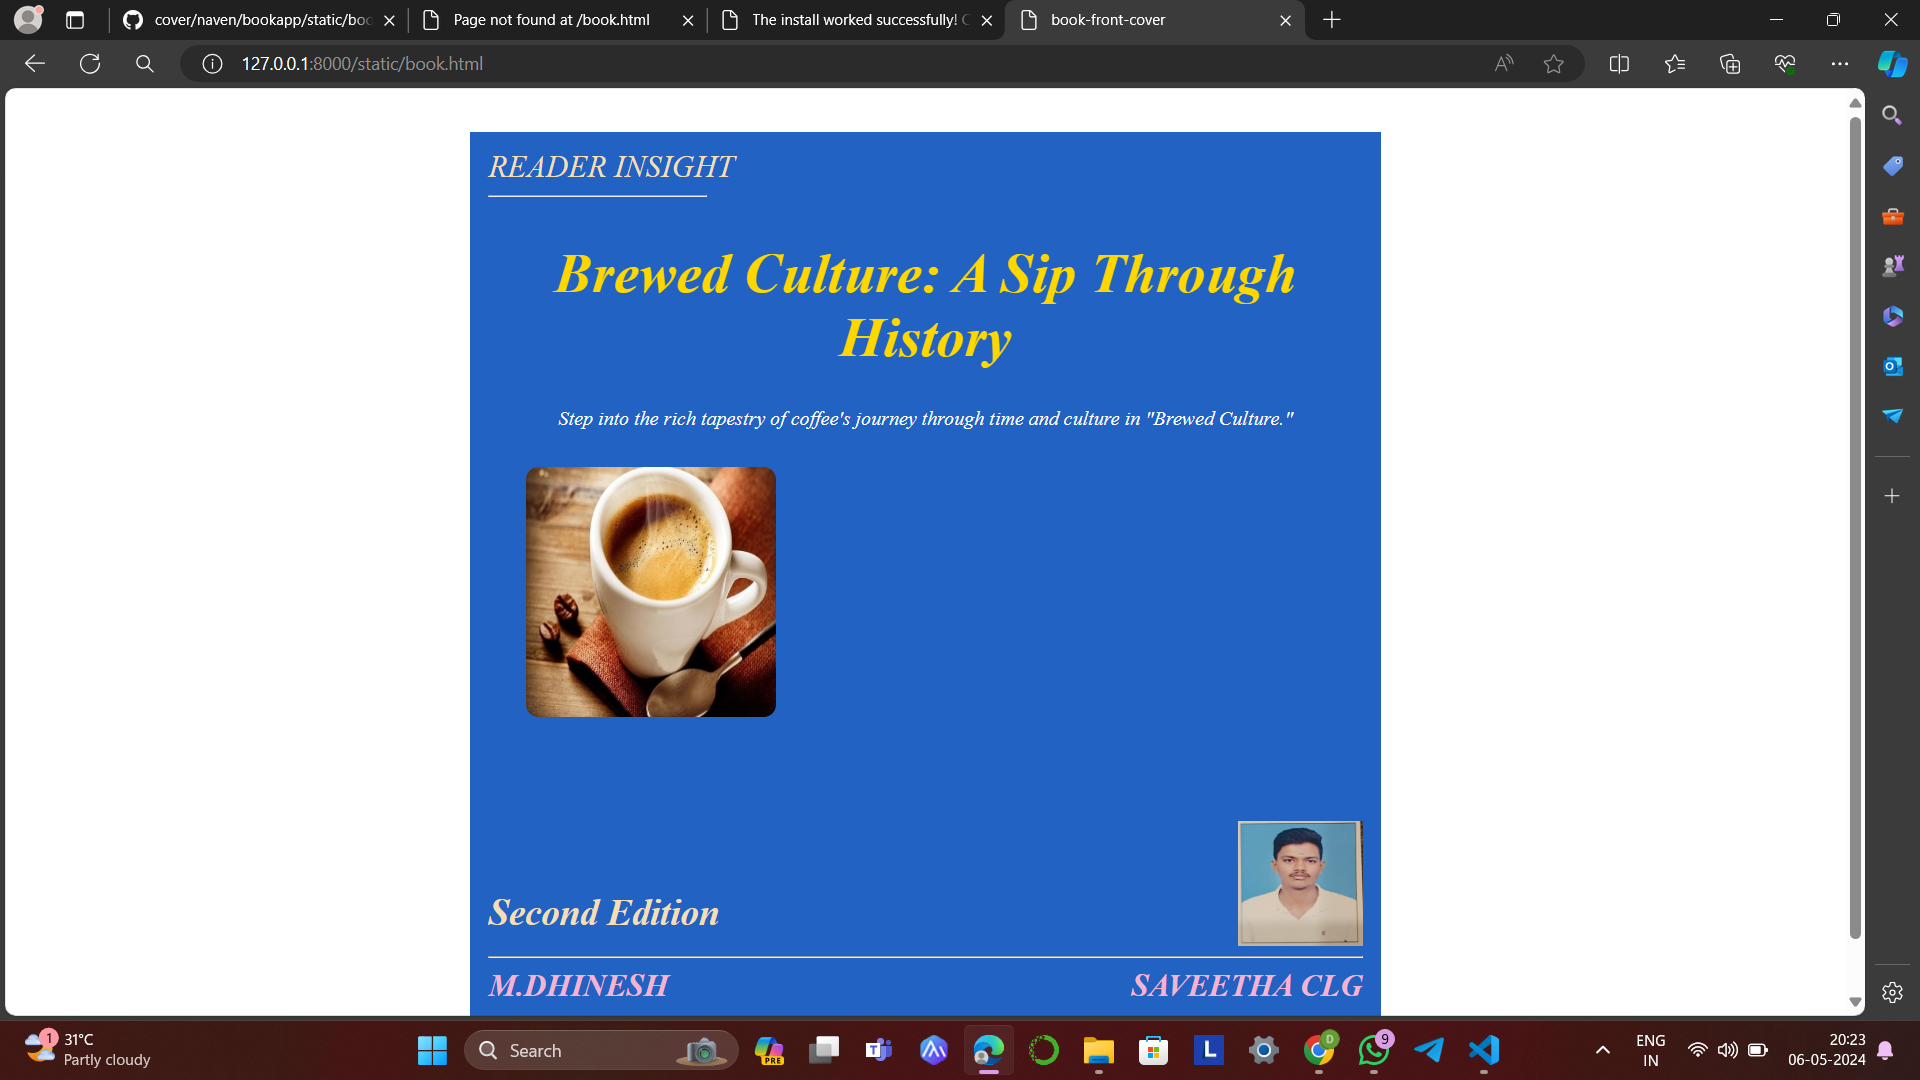 cover/naven/bookapp/static/boo
Page not found at /book.html
The install worked successfully! C
book-front-cover
127.0.0.1:8000/static/book.html
READER INSIGHT
Brewed Culture: A Sip Through
History
Step into the rich tapestry of coffee's journey through time and culture in "Brewed Culture."
Second Edition
M.DHINESH
SAVEETHA CLG
1
31°C
Partly cloudy
Search
PRE
L
D
9
ENG
IN
20:23
06-05-2024